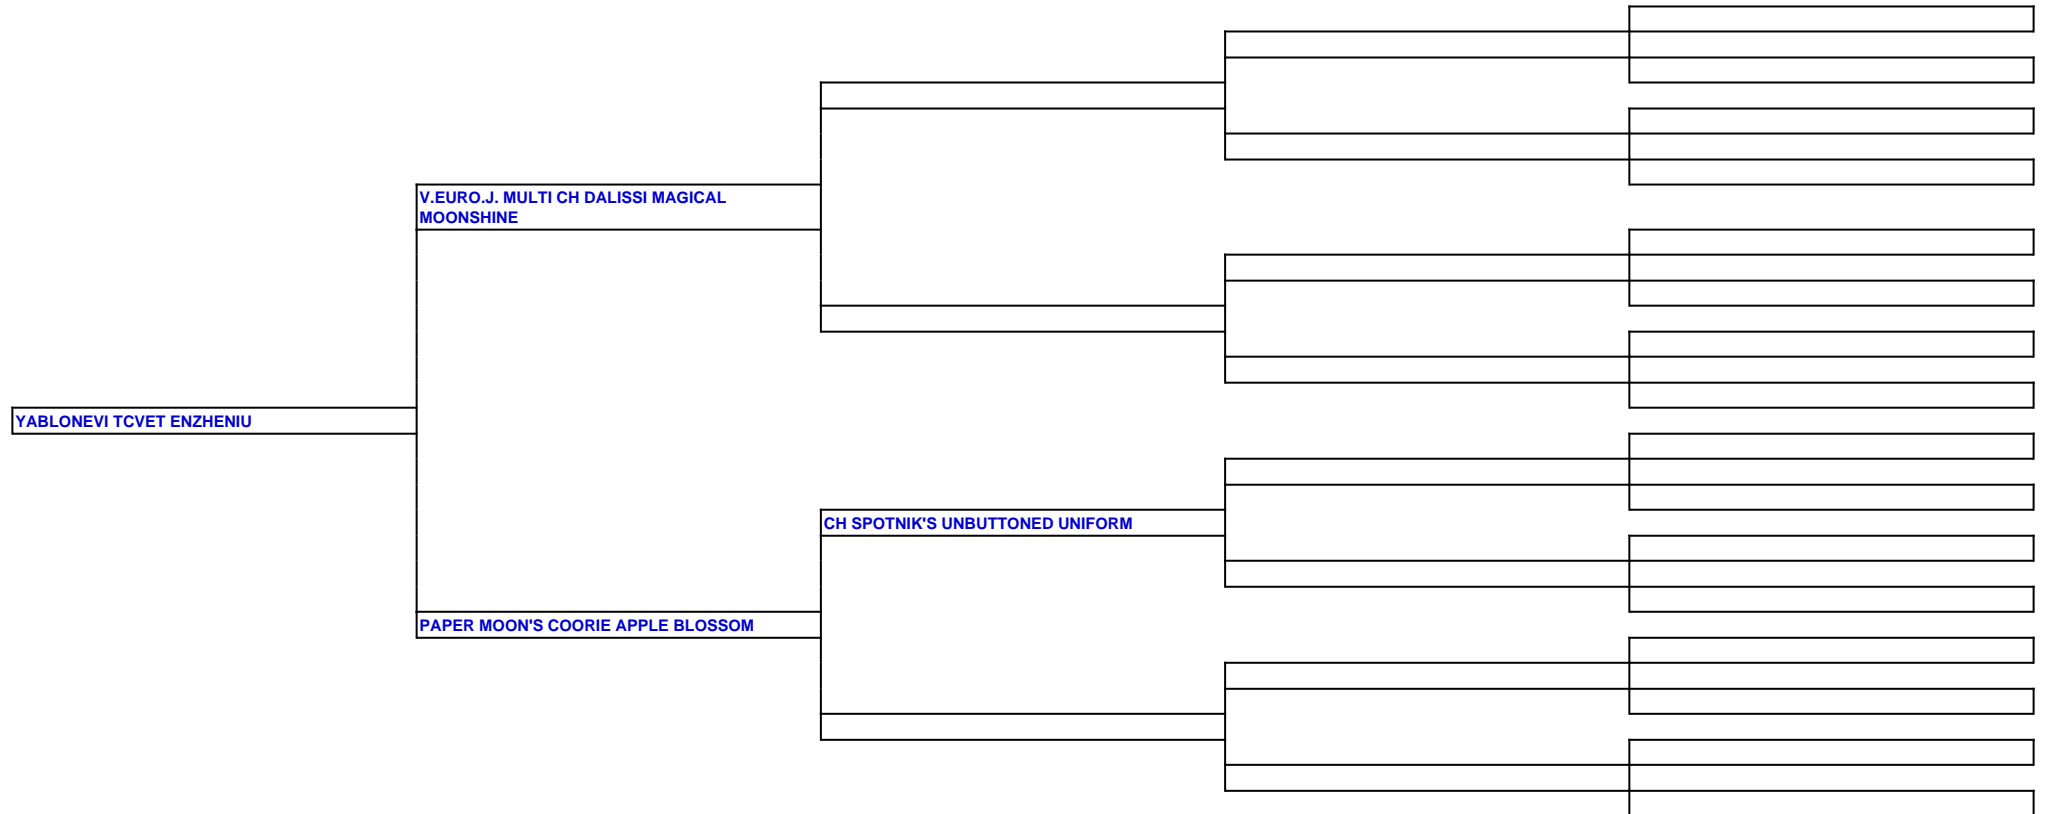 V.EURO.J. MULTI CH DALISSI MAGICAL
MOONSHINE
YABLONEVI TCVET ENZHENIU
CH SPOTNIK'S UNBUTTONED UNIFORM
PAPER MOON'S COORIE APPLE BLOSSOM